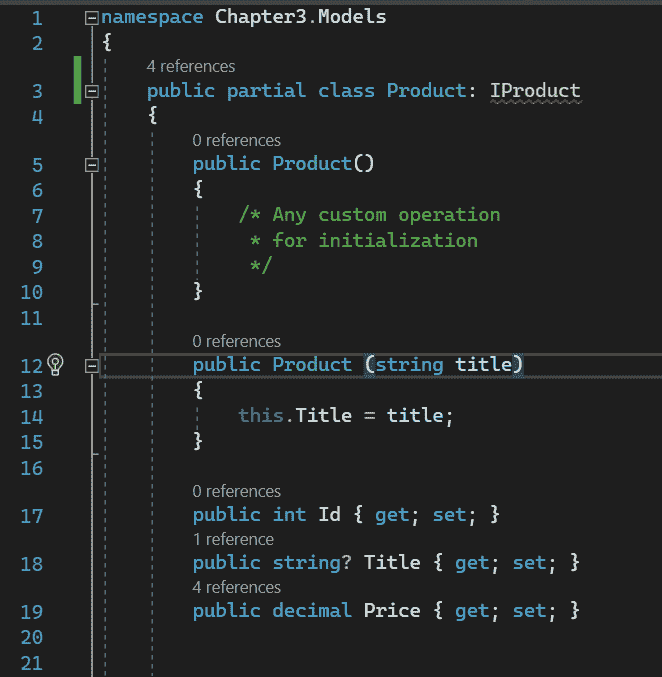 1 namespace Chapter3.Models
2 {
4 references
3 public partial class Product: IProduct
4 {
0 references
5 public Product()
6 {
7 /* Any custom operation
8 * for initialization
9 */
10 }
11
0 references
12 public Product (string title)
13 {
14 this.Title = title;
15 }
16
0 references
17 public int Id { get; set; }
1 reference
18 public string? Title { get; set; }
4 references
19 public decimal Price { get; set; }
20
21